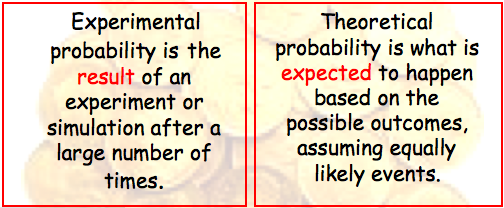 Experimental
probability is the
result of an
experiment or
simulation after a
large number of
times.
Theoretical
probability is what is
expected to happen
based on the
possible outcomes,
assuming equally
likely events.